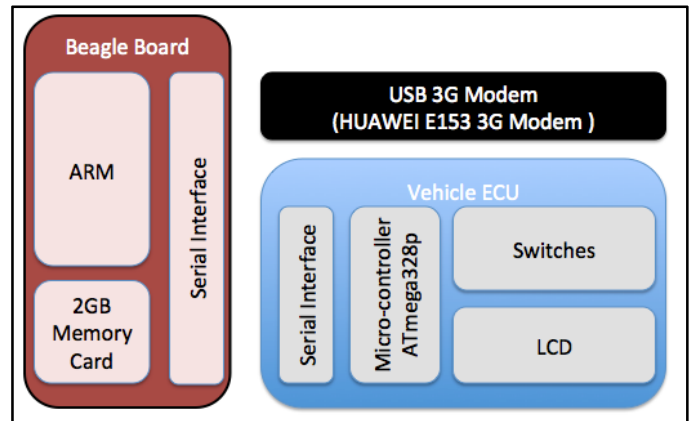 Beagle Board
ARM
Serial Interface
2GB
Memory
Card
USB 3G Modem
(HUAWEI E153 3G Modem )
Vehicle ECU
Serial Interface
Micro-controller
ATmega328p
Switches
LCD